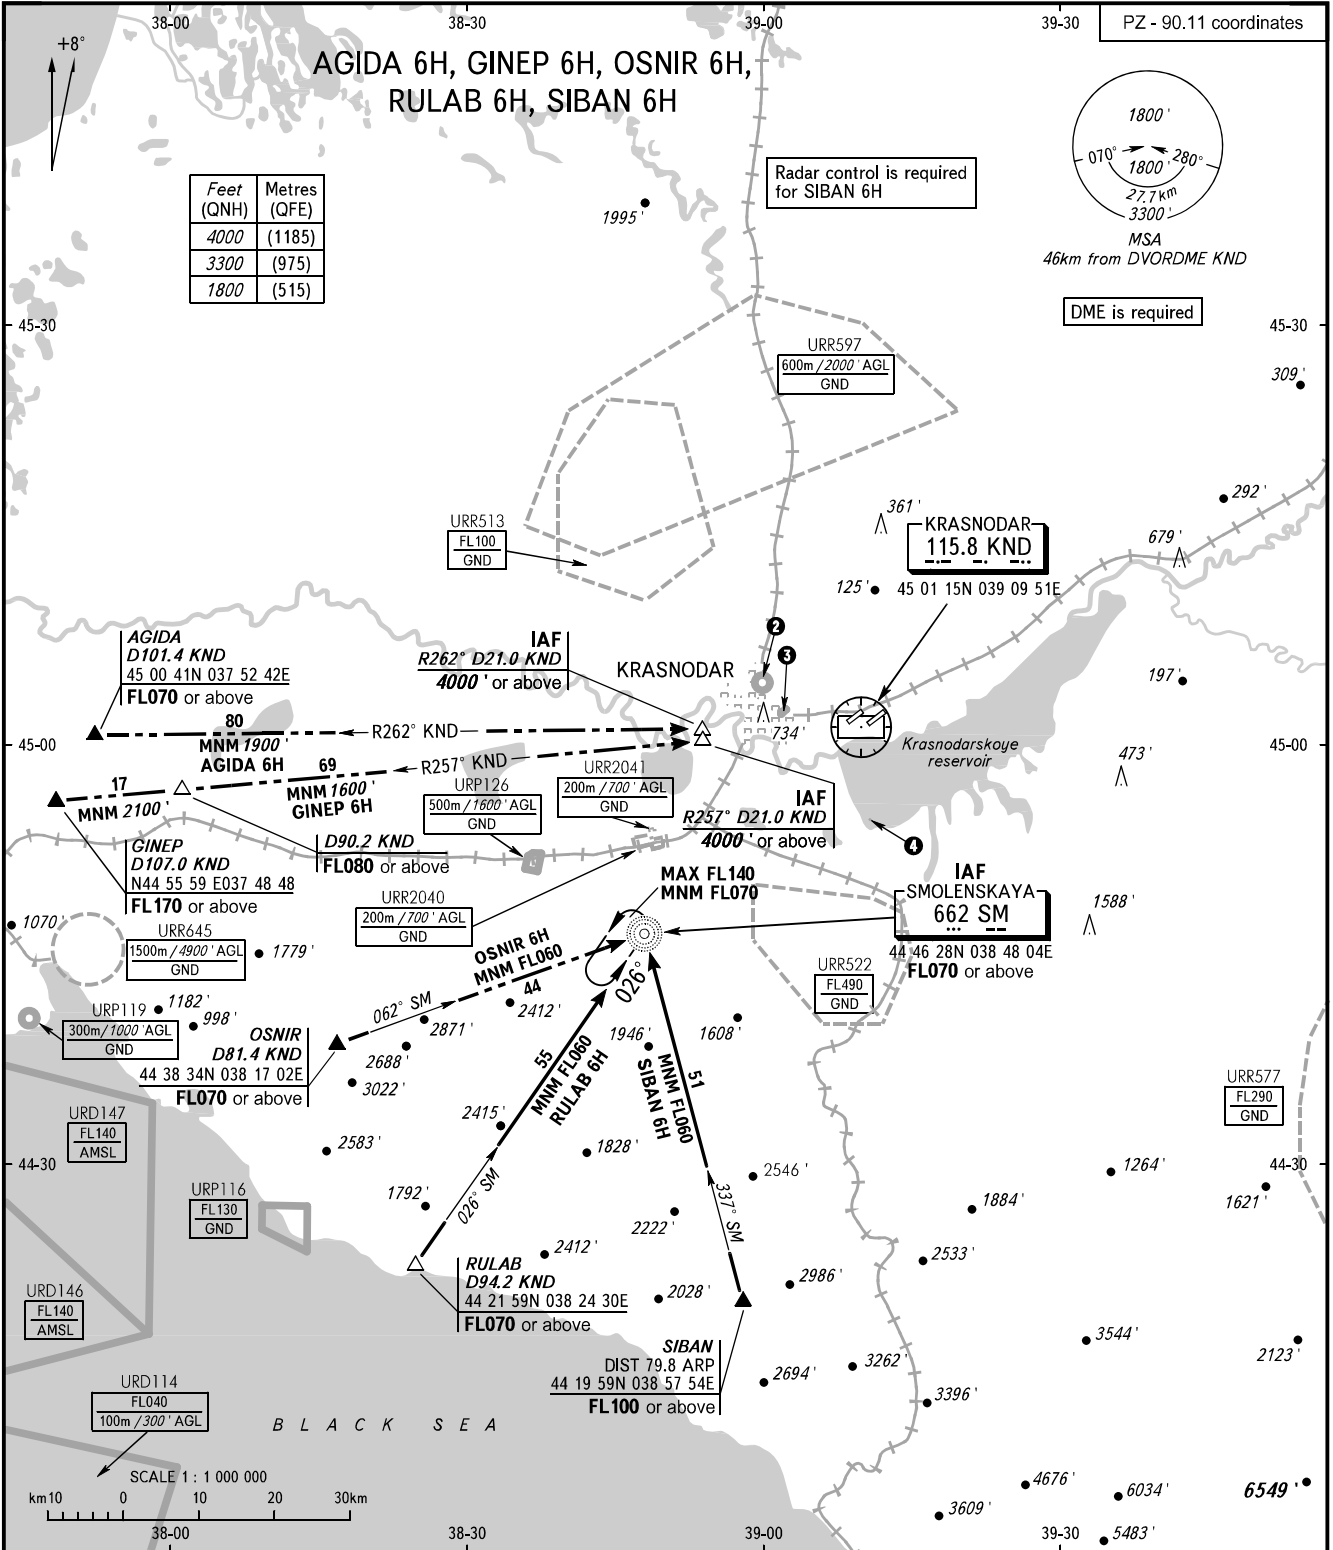 38-00
38-30
39-00
39-30
PZ - 90.11 coordinates
+8°
AGIDA 6H, GINEP 6H, OSNIR 6H,
RULAB 6H, SIBAN 6H
Feet
(QNH)
Metres
(QFE)
4000
(1185)
3300
(975)
1800
(515)
1995'
Radar control is required
for SIBAN 6H
1800'
070°
280°
1800'
27.7 km
3300'
MSA
46km from DVORDME KND
DME is required
45-30
45-30
URR597
600m/2000' AGL
GND
309'
URR513
FL100
GND
361'
292'
679'
KRASNODAR
115.8 KND
45 01 15N 039 09 51E
125'
AGIDA
D101.4 KND
45 00 41N 037 52 42E
FL070 or above
IAF
R262° D21.0 KND
4000' or above
KRASNODAR
2
3
197'
80
R262° KND
MNM 1900'
AGIDA 6H
734'
Krasnodarskoye
reservoir
45-00
45-00
473'
17
MNM 2100'
69
R257° KND
MNM 1600'
GINEP 6H
URP126
500m/1600' AGL
GND
URR2041
200m/700' AGL
GND
IAF
R257° D21.0 KND
4000' or above
4
GINEP
D107.0 KND
N44 55 59 E037 48 48
FL170 or above
D90.2 KND
FL080 or above
MAX FL140
MNM FL070
IAF
SMOLENSKAYA
662 SM
44 46 28N 038 48 04E
FL070 or above
URR2040
200m/700' AGL
GND
1070'
URR645
1500m/4900' AGL
GND
1779'
1588'
OSNIR 6H
MNM FL060
44
062° SM
026°
URR522
FL490
GND
URP119
300m/1000' AGL
GND
1182'
998'
OSNIR
D81.4 KND
44 38 34N 038 17 02E
FL070 or above
2412'
2871'
2688'
3022'
1946'
1608'
55
MNM FL060
RULAB 6H
51
MNM FL060
SIBAN 6H
URR577
FL290
GND
URD147
FL140
AMSL
2415'
2583'
1828'
44-30
44-30
2546'
1264'
1621'
URP116
FL130
GND
1792'
026° SM
337° SM
2222'
1884'
2412'
2533'
RULAB
D94.2 KND
44 21 59N 038 24 30E
FL070 or above
2986'
2028'
URD146
FL140
AMSL
SIBAN
DIST 79.8 ARP
44 19 59N 038 57 54E
FL100 or above
3544'
2123'
3262'
2694'
3396'
URD114
FL040
100m/300' AGL
BLACK SEA
SCALE 1 : 1 000 000
km10
0
10
20
30km
4676'
6034'
6549'
3609'
5483'
38-00
38-30
39-00
39-30